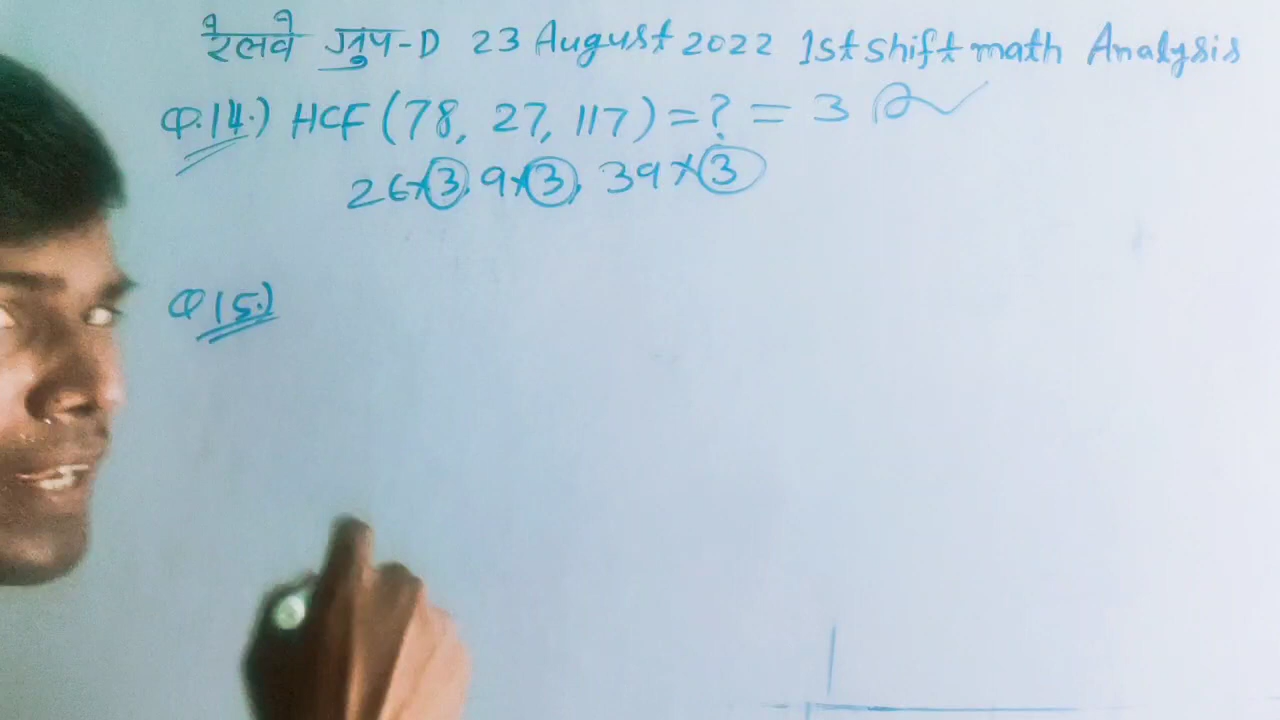 रेलवे ग्रुप-D 23 August 2022 1st shift math Analysis
Q.14.) HCF (78, 27, 117) = ? = 3
26×3, 9×3, 39×3
Q15.)